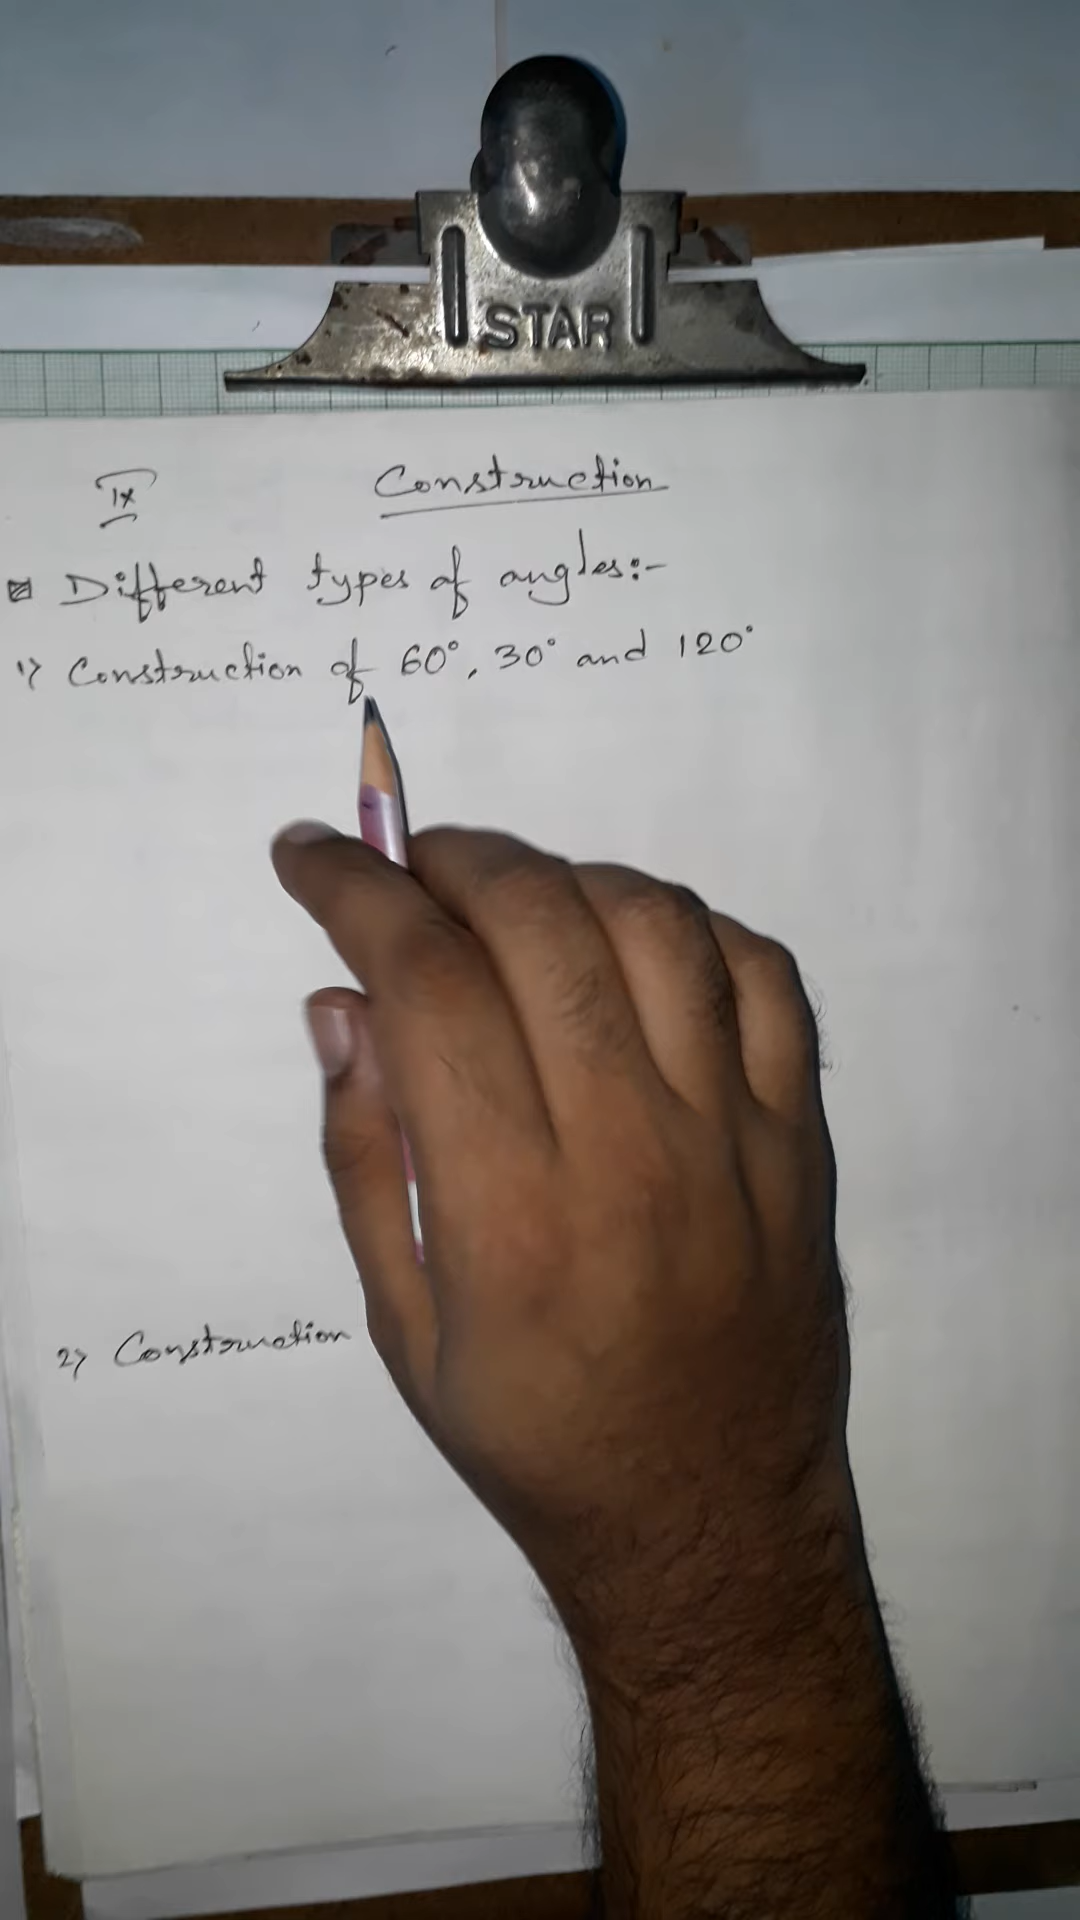 STAR
IX Construction
Different types of angles:-
1) Construction of 60°, 30° and 120°
2) Construction